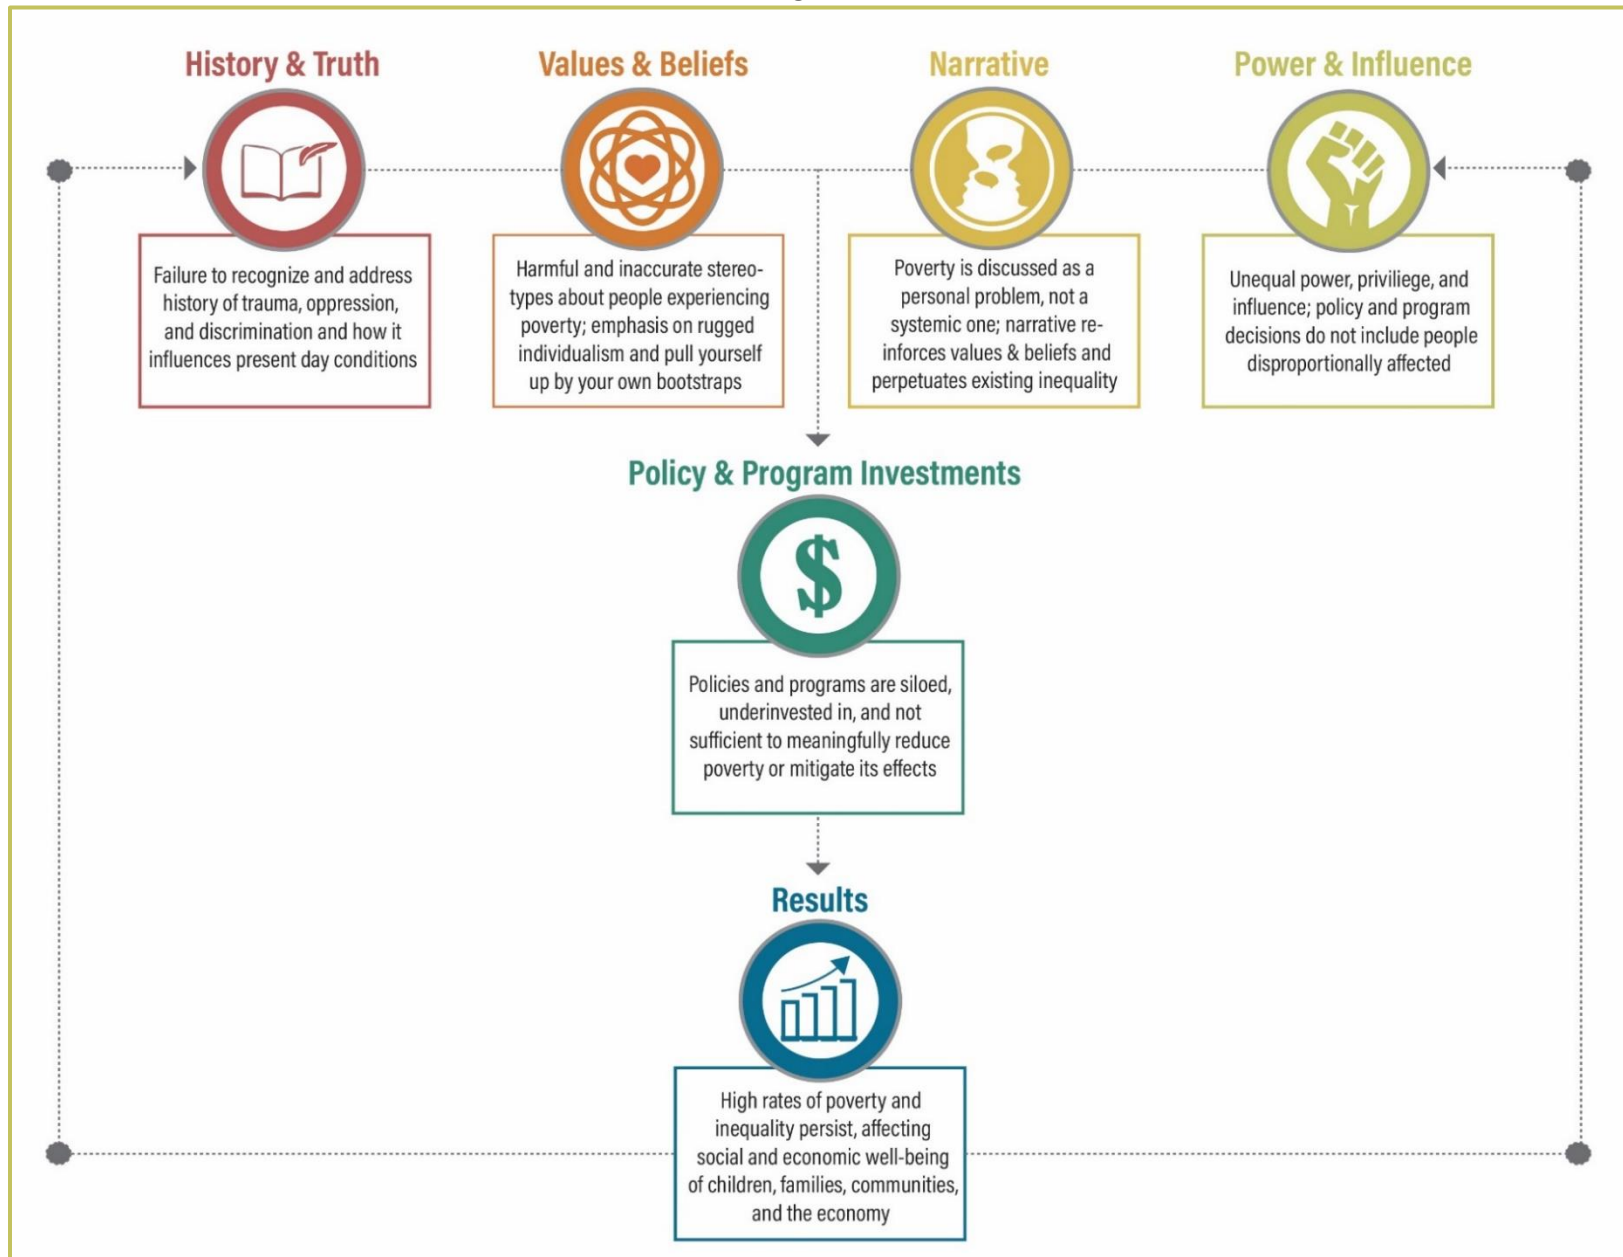 History & Truth
Failure to recognize and address
history of trauma, oppression,
and discrimination and how it
influences present day conditions
Values & Beliefs
Harmful and inaccurate stereo-
types about people experiencing
poverty; emphasis on rugged
individualism and pull yourself
up by your own bootstraps
Narrative
Poverty is discussed as a
personal problem, not a
systemic one; narrative re-
inforces values & beliefs and
perpetuates existing inequality
Power & Influence
Unequal power, priviliege, and
influence; policy and program
decisions do not include people
disproportionally affected
Policy & Program Investments
$
Policies and programs are siloed,
underinvested in, and not
sufficient to meaningfully reduce
poverty or mitigate its effects
Results
High rates of poverty and
inequality persist, affecting
social and economic well-being
of children, families, communities,
and the economy